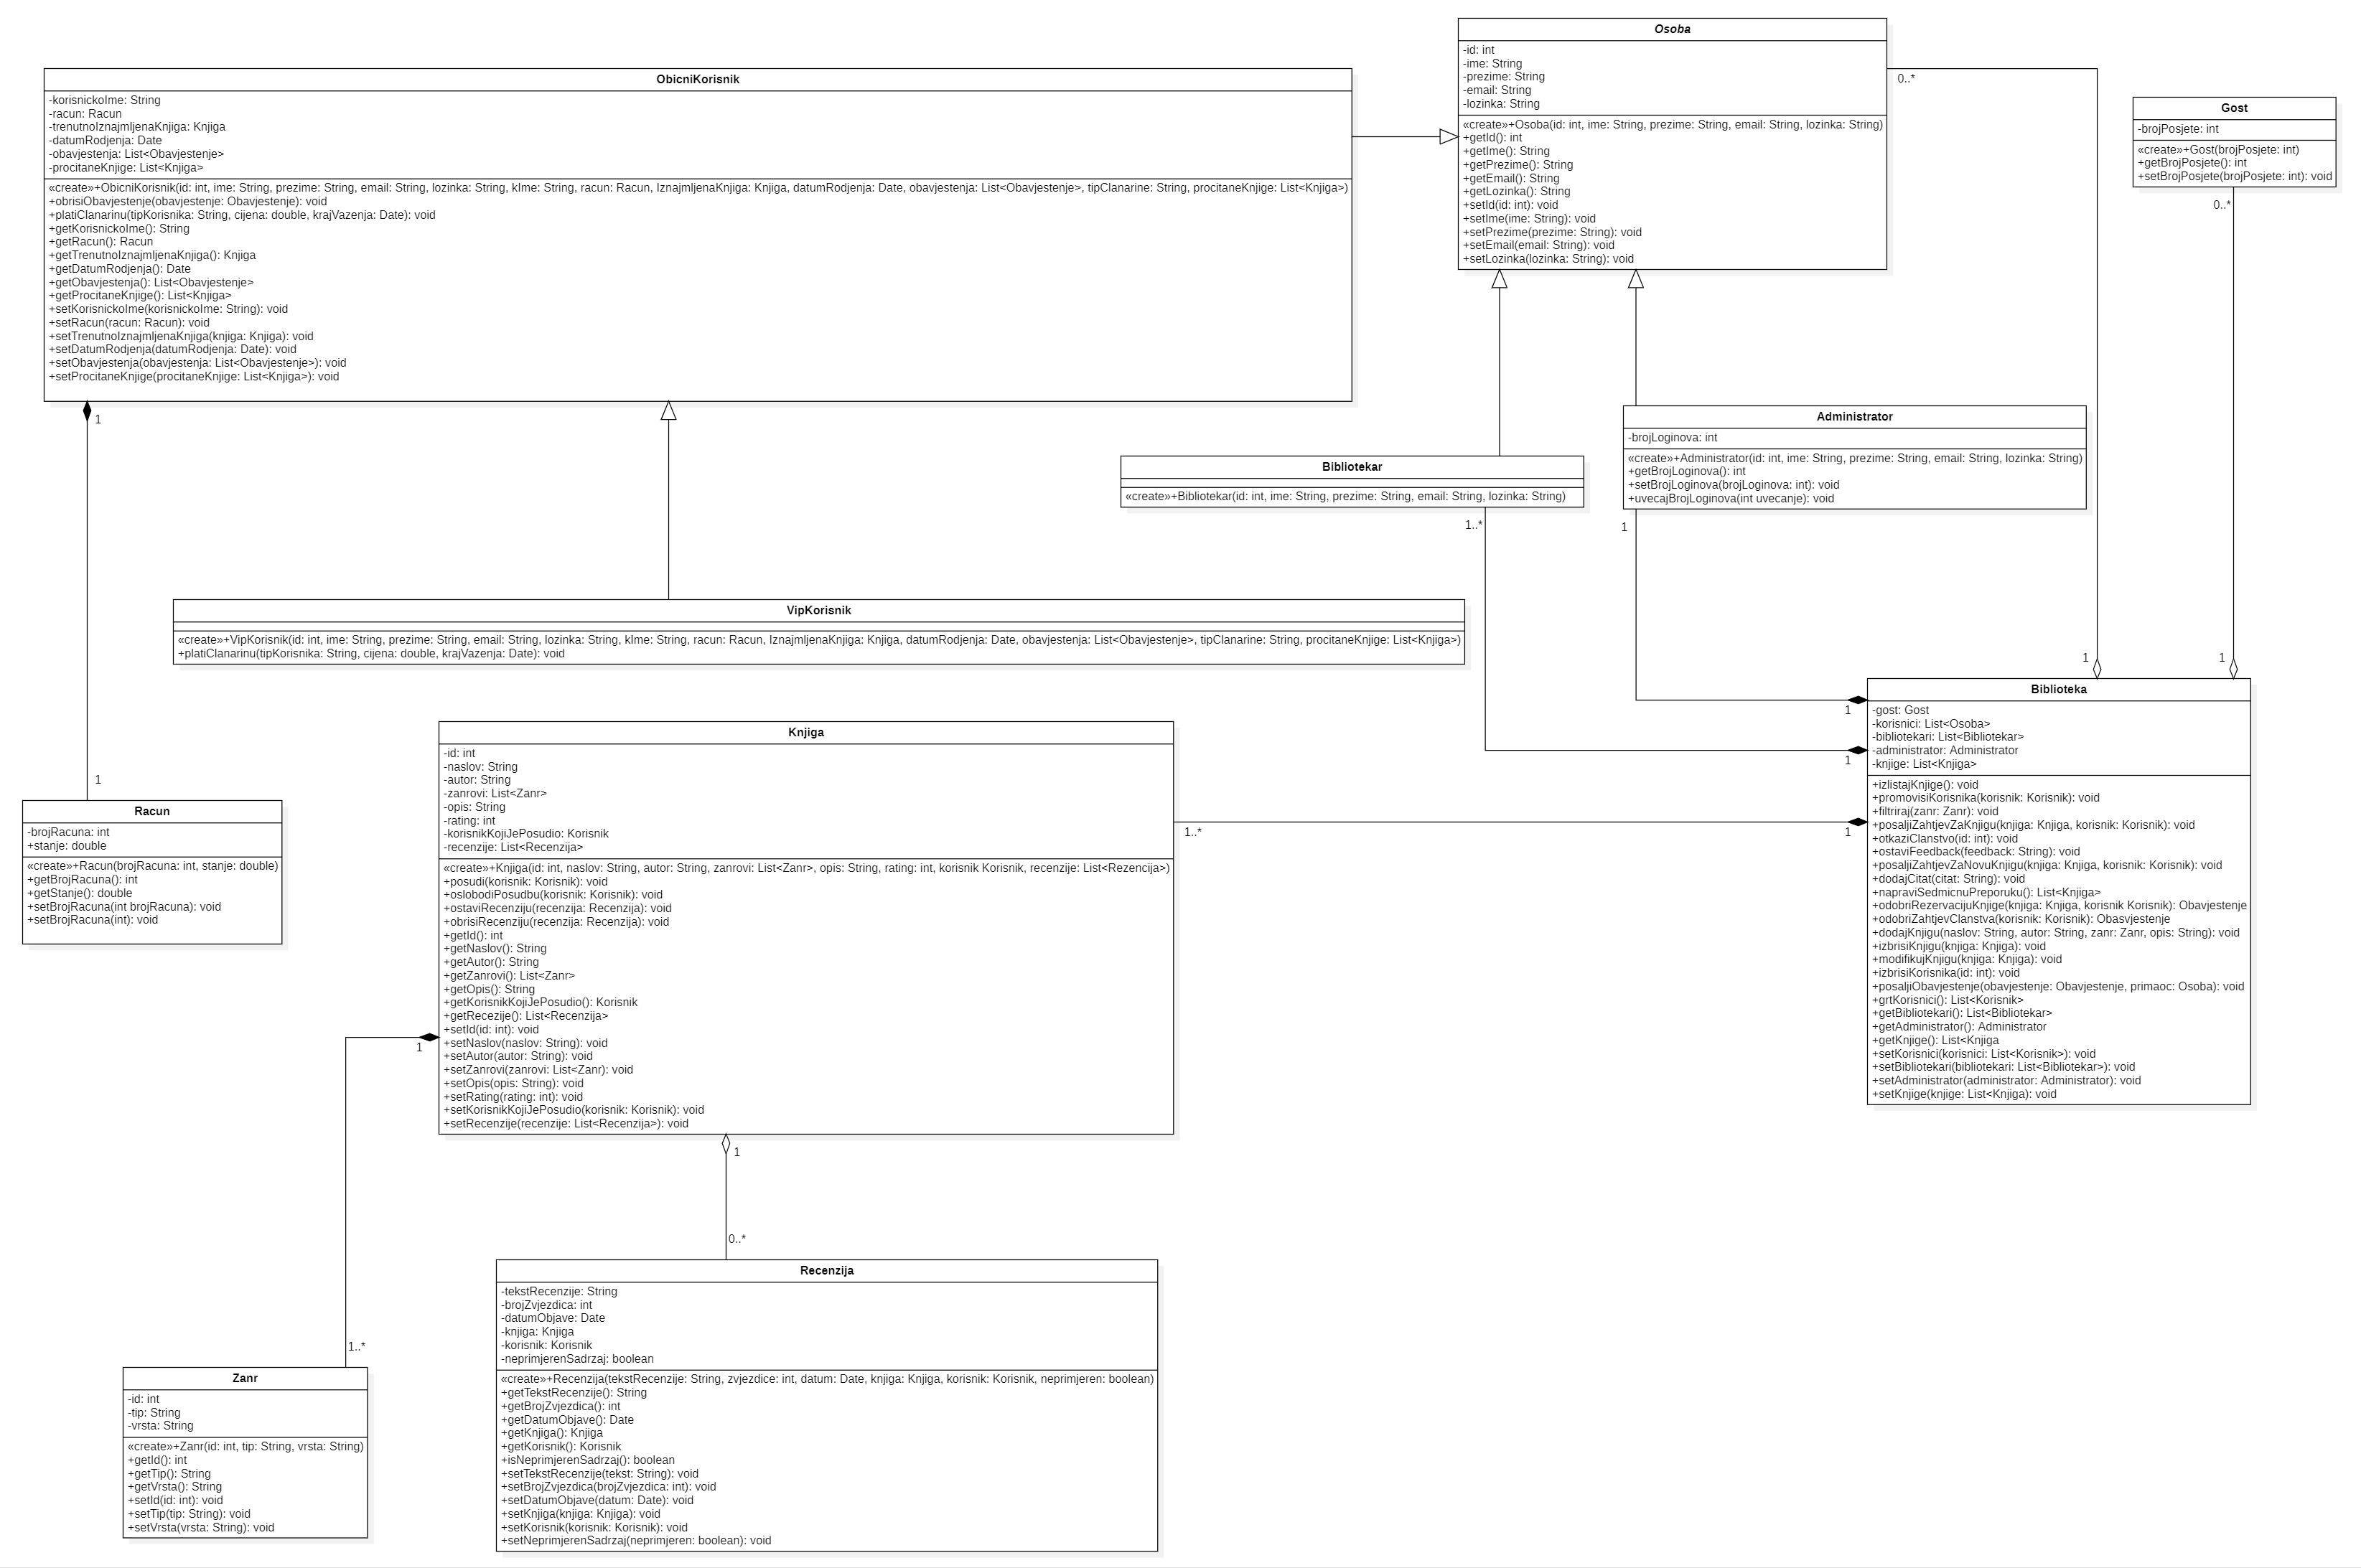 Osoba
-id: int
-ime: String
-prezime: String
-email: String
-lozinka: String
«create»+Osoba(id: int, ime: String, prezime: String, email: String, lozinka: String)
+getId(): int
+getIme(): String
+getPrezime(): String
+getEmail(): String
+getLozinka(): String
+setId(id: int): void
+setIme(ime: String): void
+setPrezime(prezime: String): void
+setEmail(email: String): void
+setLozinka(lozinka: String): void
0..*
ObicniKorisnik
-korisnickoIme: String
-racun: Racun
-trenutnoIznajmljenaKnjiga: Knjiga
-datumRodjenja: Date
-obavjestenja: List<Obavjestenje>
-procitaneKnjige: List<Knjiga>
«create»+ObicniKorisnik(id: int, ime: String, prezime: String, email: String, lozinka: String, kIme: String, racun: Racun, IznajmljenaKnjiga: Knjiga, datumRodjenja: Date, obavjestenja: List<Obavjestenje>, tipClanarine: String, procitaneKnjige: List<Knjiga>)
+obrisiObavjestenje(obavjestenje: Obavjestenje): void
+platiClanarinu(tipKorisnika: String, cijena: double, krajVazenja: Date): void
+getKorisnickoIme(): String
+getRacun(): Racun
+getTrenutnoIznajmljenaKnjiga(): Knjiga
+getDatumRodjenja(): Date
+getObavjestenja(): List<Obavjestenje>
+getProcitaneKnjige(): List<Knjiga>
+setKorisnickoIme(korisnickoIme: String): void
+setRacun(racun: Racun): void
+setTrenutnoIznajmljenaKnjiga(knjiga: Knjiga): void
+setDatumRodjenja(datumRodjenja: Date): void
+setObavjestenja(obavjestenja: List<Obavjestenje>): void
+setProcitaneKnjige(procitaneKnjige: List<Knjiga>): void
1
Gost
-brojPosjete: int
«create»+Gost(brojPosjete: int)
+getBrojPosjete(): int
+setBrojPosjete(brojPosjete: int): void
0..*
Administrator
-brojLoginova: int
«create»+Administrator(id: int, ime: String, prezime: String, email: String, lozinka: String)
+getBrojLoginova(): int
+setBrojLoginova(brojLoginova: int): void
+uvecajBrojLoginova(int uvecanje): void
1
Bibliotekar
«create»+Bibliotekar(id: int, ime: String, prezime: String, email: String, lozinka: String)
1..*
VipKorisnik
«create»+VipKorisnik(id: int, ime: String, prezime: String, email: String, lozinka: String, kIme: String, racun: Racun, IznajmljenaKnjiga: Knjiga, datumRodjenja: Date, obavjestenja: List<Obavjestenje>, tipClanarine: String, procitaneKnjige: List<Knjiga>)
+platiClanarinu(tipKorisnika: String, cijena: double, krajVazenja: Date): void
1
1
Biblioteka
-gost: Gost
-korisnici: List<Osoba>
-bibliotekari: List<Bibliotekar>
-administrator: Administrator
-knjige: List<Knjiga>
+izlistajKnjige(): void
+promovisiKorisnika(korisnik: Korisnik): void
+filtriraj(zanr: Zanr): void
+posaljiZahtjevZaKnjigu(knjiga: Knjiga, korisnik: Korisnik): void
+otkaziClanstvo(id: int): void
+ostaviFeedback(feedback: String): void
+posaljiZahtjevZaNovuKnjigu(knjiga: Knjiga, korisnik: Korisnik): void
+dodajCitat(citat: String): void
+napraviSedmicnuPreporuku(): List<Knjiga>
+odobriRezervacijuKnjige(knjiga: Knjiga, korisnik Korisnik): Obavjestenje
+odobriZahtjevClanstva(korisnik: Korisnik): Obasvjestenje
+dodajKnjigu(naslov: String, autor: String, zanr: Zanr, opis: String): void
+izbrisiKnjigu(knjiga: Knjiga): void
+modifikujKnjigu(knjiga: Knjiga): void
+izbrisiKorisnika(id: int): void
+posaljiObavjestenje(obavjestenje: Obavjestenje, primaoc: Osoba): void
+grtKorisnici(): List<Korisnik>
+getBibliotekari(): List<Bibliotekar>
+getAdministrator(): Administrator
+getKnjige(): List<Knjiga
+setKorisnici(korisnici: List<Korisnik>): void
+setBibliotekari(bibliotekari: List<Bibliotekar>): void
+setAdministrator(administrator: Administrator): void
+setKnjige(knjige: List<Knjiga): void
1
1
1
Knjiga
-id: int
-naslov: String
-autor: String
-zanrovi: List<Zanr>
-opis: String
-rating: int
-korisnikKojiJePosudio: Korisnik
-recenzije: List<Recenzija>
«create»+Knjiga(id: int, naslov: String, autor: String, zanrovi: List<Zanr>, opis: String, rating: int, korisnik Korisnik, recenzije: List<Rezencija>)
+posudi(korisnik: Korisnik): void
+oslobodiPosudbu(korisnik: Korisnik): void
+ostaviRecenziju(recenzija: Recenzija): void
+obrisiRecenziju(recenzija: Recenzija): void
+getId(): int
+getNaslov(): String
+getAutor(): String
+getZanrovi(): List<Zanr>
+getOpis(): String
+getKorisnikKojiJePosudio(): Korisnik
+getRecezije(): List<Recenzija>
+setId(id: int): void
+setNaslov(naslov: String): void
+setAutor(autor: String): void
+setZanrovi(zanrovi: List<Zanr): void
+setOpis(opis: String): void
+setRating(rating: int): void
+setKorisnikKojiJePosudio(korisnik: Korisnik): void
+setRecenzije(recenzije: List<Recenzija>): void
1..*
1
1
1
Racun
-brojRacuna: int
+stanje: double
«create»+Racun(brojRacuna: int, stanje: double)
+getBrojRacuna(): int
+getStanje(): double
+setBrojRacuna(int brojRacuna): void
+setBrojRacuna(int): void
0..*
Recenzija
-tekstRecenzije: String
-brojZvjezdica: int
-datumObjave: Date
-knjiga: Knjiga
-korisnik: Korisnik
-neprimjerenSadrzaj: boolean
«create»+Recenzija(tekstRecenzije: String, zvjezdice: int, datum: Date, knjiga: Knjiga, korisnik: Korisnik, neprimjeren: boolean)
+getTekstRecenzije(): String
+getBrojZvjezdica(): int
+getDatumObjave(): Date
+getKnjiga(): Knjiga
+getKorisnik(): Korisnik
+isNeprimjerenSadrzaj(): boolean
+setTekstRecenzije(tekst: String): void
+setBrojZvjezdica(brojZvjezdica: int): void
+setDatumObjave(datum: Date): void
+setKnjiga(knjiga: Knjiga): void
+setKorisnik(korisnik: Korisnik): void
+setNeprimjerenSadrzaj(neprimjeren: boolean): void
1..*
Zanr
-id: int
-tip: String
-vrsta: String
«create»+Zanr(id: int, tip: String, vrsta: String)
+getId(): int
+getTip(): String
+getVrsta(): String
+setId(id: int): void
+setTip(tip: String): void
+setVrsta(vrsta: String): void